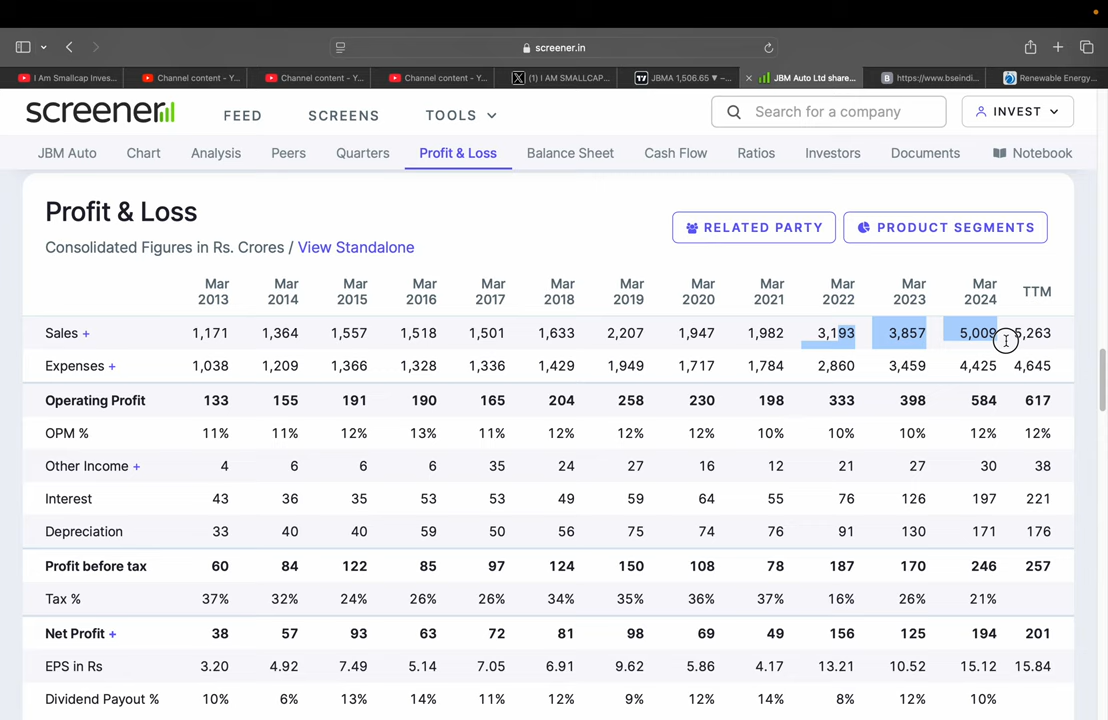 screener.in
I Am Smallcap Inves...
Channel content - Y...
Channel content - Y...
Channel content - Y...
(1) I AM SMALLCAP...
JBMA 1,506.65 ▼ –...
JBM Auto Ltd share...
https://www.bseindi...
Renewable Energy...
screener
FEED
SCREENS
TOOLS
Search for a company
INVEST
JBM Auto
Chart
Analysis
Peers
Quarters
Profit & Loss
Balance Sheet
Cash Flow
Ratios
Investors
Documents
Notebook
Profit & Loss
RELATED PARTY
PRODUCT SEGMENTS
Consolidated Figures in Rs. Crores / View Standalone
Mar 2013 Mar 2014 Mar 2015 Mar 2016 Mar 2017 Mar 2018 Mar 2019 Mar 2020 Mar 2021 Mar 2022 Mar 2023 Mar 2024 TTM
Sales + 1,171 1,364 1,557 1,518 1,501 1,633 2,207 1,947 1,982 3,193 3,857 5,009 5,263
Expenses + 1,038 1,209 1,366 1,328 1,336 1,429 1,949 1,717 1,784 2,860 3,459 4,425 4,645
Operating Profit 133 155 191 190 165 204 258 230 198 333 398 584 617
OPM % 11% 11% 12% 13% 11% 12% 12% 12% 10% 10% 10% 12% 12%
Other Income + 4 6 6 6 35 24 27 16 12 21 27 30 38
Interest 43 36 35 53 53 49 59 64 55 76 126 197 221
Depreciation 33 40 40 59 50 56 75 74 76 91 130 171 176
Profit before tax 60 84 122 85 97 124 150 108 78 187 170 246 257
Tax % 37% 32% 24% 26% 26% 34% 35% 36% 37% 16% 26% 21%
Net Profit + 38 57 93 63 72 81 98 69 49 156 125 194 201
EPS in Rs 3.20 4.92 7.49 5.14 7.05 6.91 9.62 5.86 4.17 13.21 10.52 15.12 15.84
Dividend Payout % 10% 6% 13% 14% 11% 12% 9% 12% 14% 8% 12% 10%